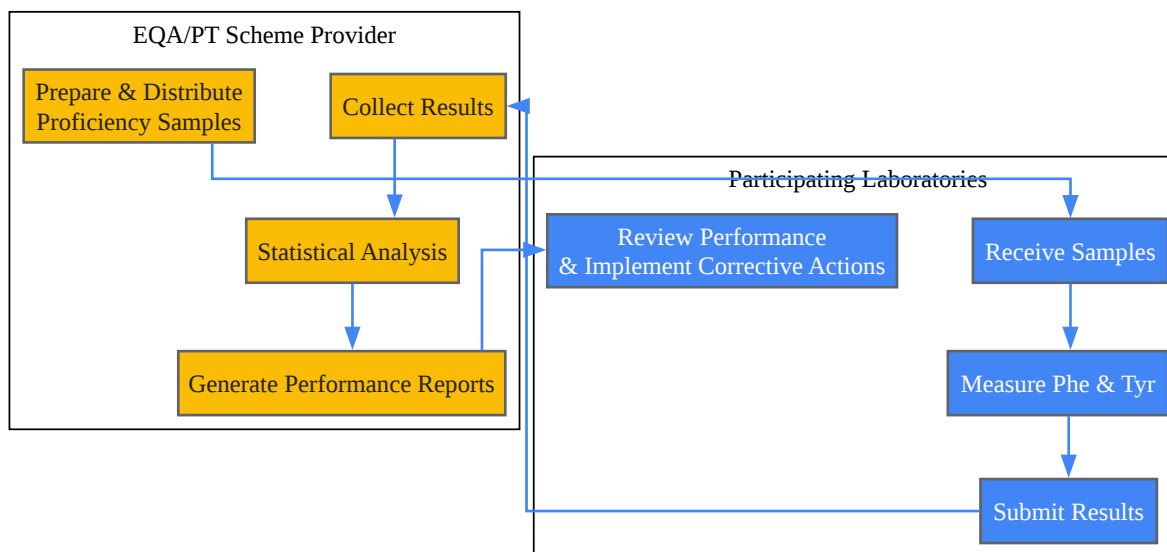 EQA/PT Scheme Provider
Prepare & Distribute
Proficiency Samples
Collect Results
Statistical Analysis
Generate Performance Reports
Participating Laboratories
Review Performance
& Implement Corrective Actions
Receive Samples
Measure Phe & Tyr
Submit Results